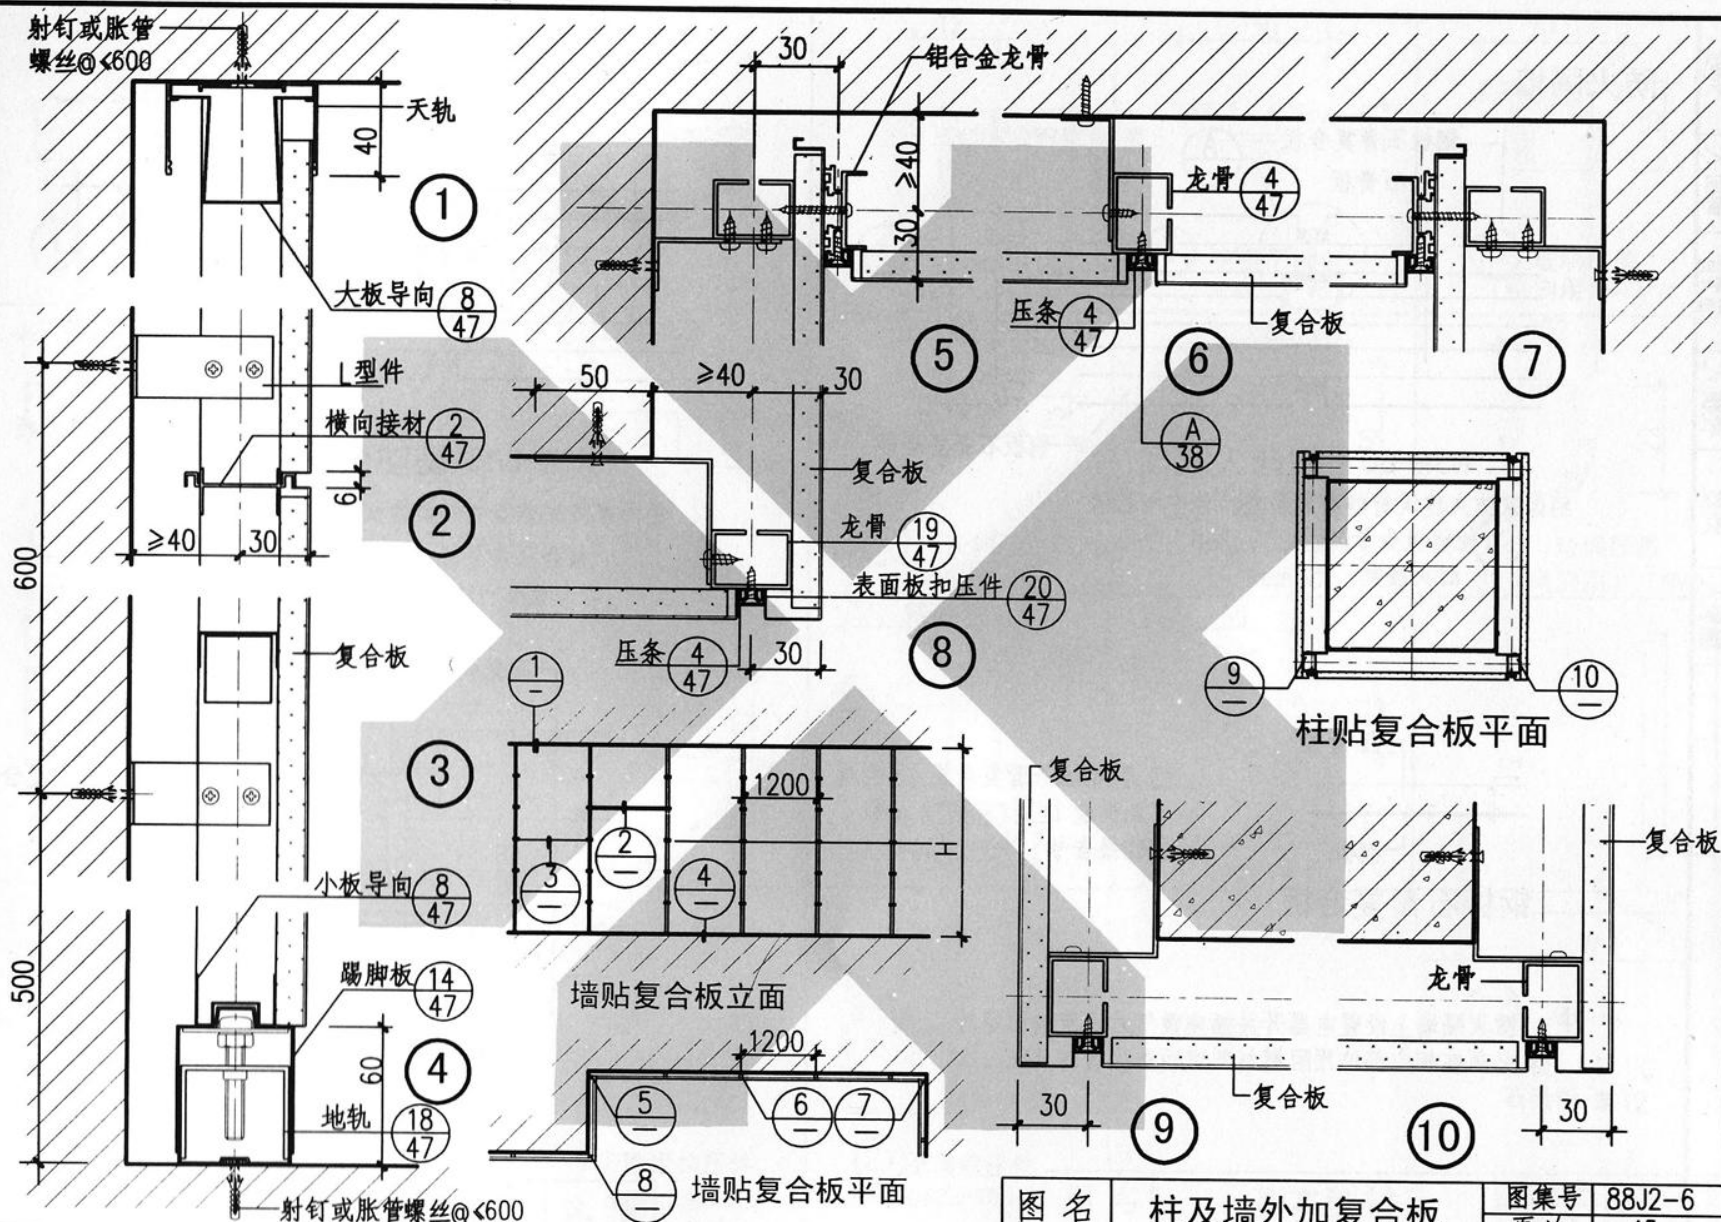 射钉或胀管
螺丝@<600
天轨
40
1
大板导向 8/47
L型件
横向接材 2/47
6
2
≥40 30
600
复合板
3
小板导向 8/47
500
踢脚板 14/47
60
4
地轨 18/47
射钉或胀管螺丝@<600
30
铝合金龙骨
≥40
30
龙骨 4/47
压条 4/47
复合板
5
6
7
A/38
50 ≥40 30
复合板
龙骨 19/47
表面板扣压件 20/47
压条 4/47
30
8
1/–
1200
2/–
3/–
4/–
H
墙贴复合板立面
1200
5/–
6/–
7/–
8/–
墙贴复合板平面
9/–
10/–
柱贴复合板平面
复合板
复合板
龙骨
复合板
30
9
10
30
图名
柱及墙外加复合板
图集号 88J2-6